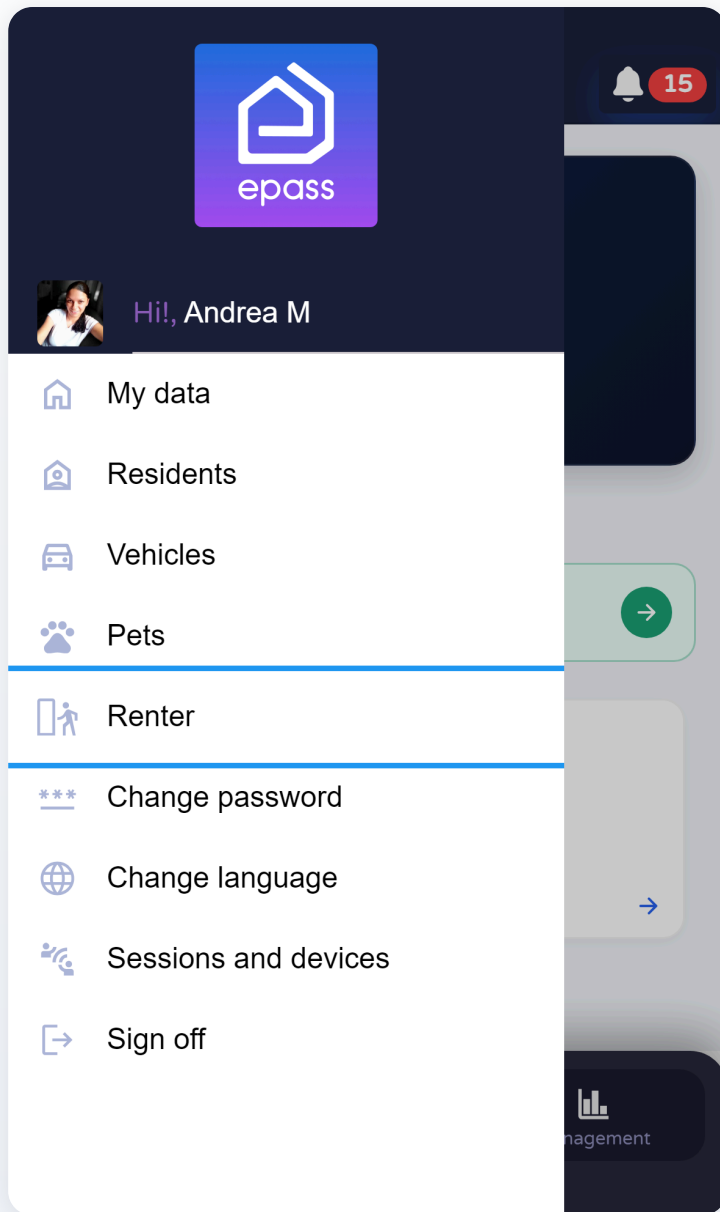 15
epass
Hi!, Andrea M
My data
Residents
Vehicles
Pets
Renter
Change password
Change language
Sessions and devices
Sign off
nagement